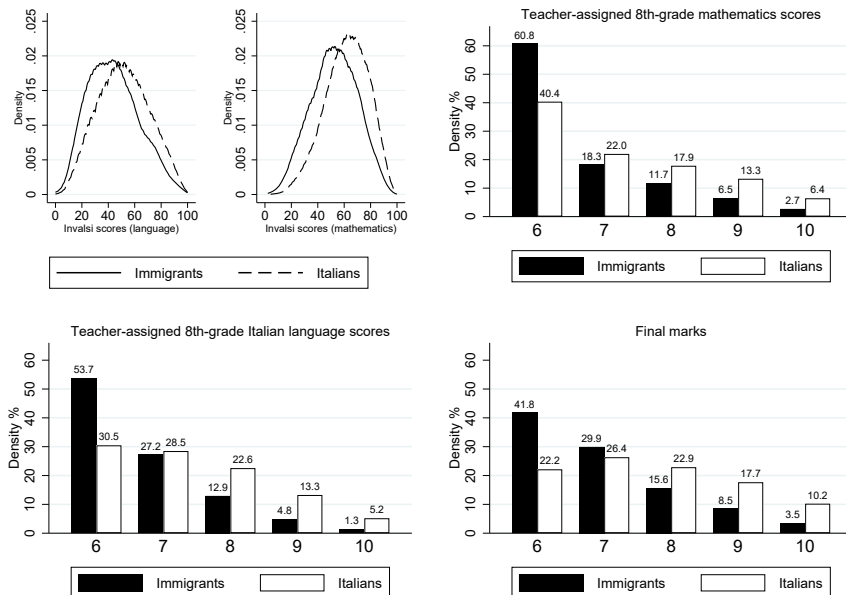 Density
0 .005 .01 .015 .02 .025
0 20 40 60 80 100
Invalsi scores (language)
Density
0 .005 .01 .015 .02 .025
0 20 40 60 80 100
Invalsi scores (mathematics)
Immigrants Italians
Teacher-assigned 8th-grade mathematics scores
Density %
0 10 20 30 40 50 60
60.8 40.4 18.3 22.0 11.7 17.9 6.5 13.3 2.7 6.4
6 7 8 9 10
Immigrants Italians
Teacher-assigned 8th-grade Italian language scores
Density %
0 10 20 30 40 50 60
53.7 30.5 27.2 28.5 12.9 22.6 4.8 13.3 1.3 5.2
6 7 8 9 10
Immigrants Italians
Final marks
Density %
0 10 20 30 40 50 60
41.8 22.2 29.9 26.4 15.6 22.9 8.5 17.7 3.5 10.2
6 7 8 9 10
Immigrants Italians